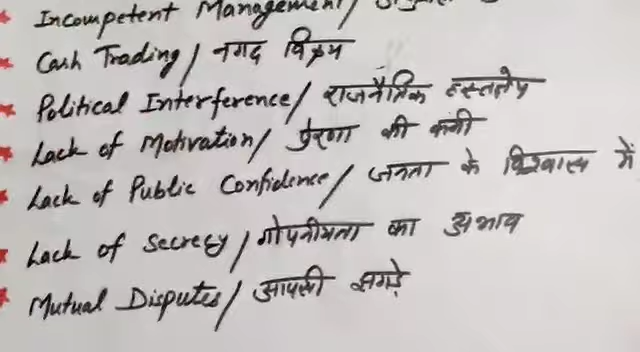 Incompetent Management/
Cash Trading/ नगद विक्रय
Political Interference/ राजनैतिक हस्तक्षेप
Lack of Motivation/ प्रेरणा की कमी
Lack of Public Confidence/ जनता के विश्वास में
Lack of Secrecy/ गोपनीयता का अभाव
Mutual Disputes/ आपसी झगड़े